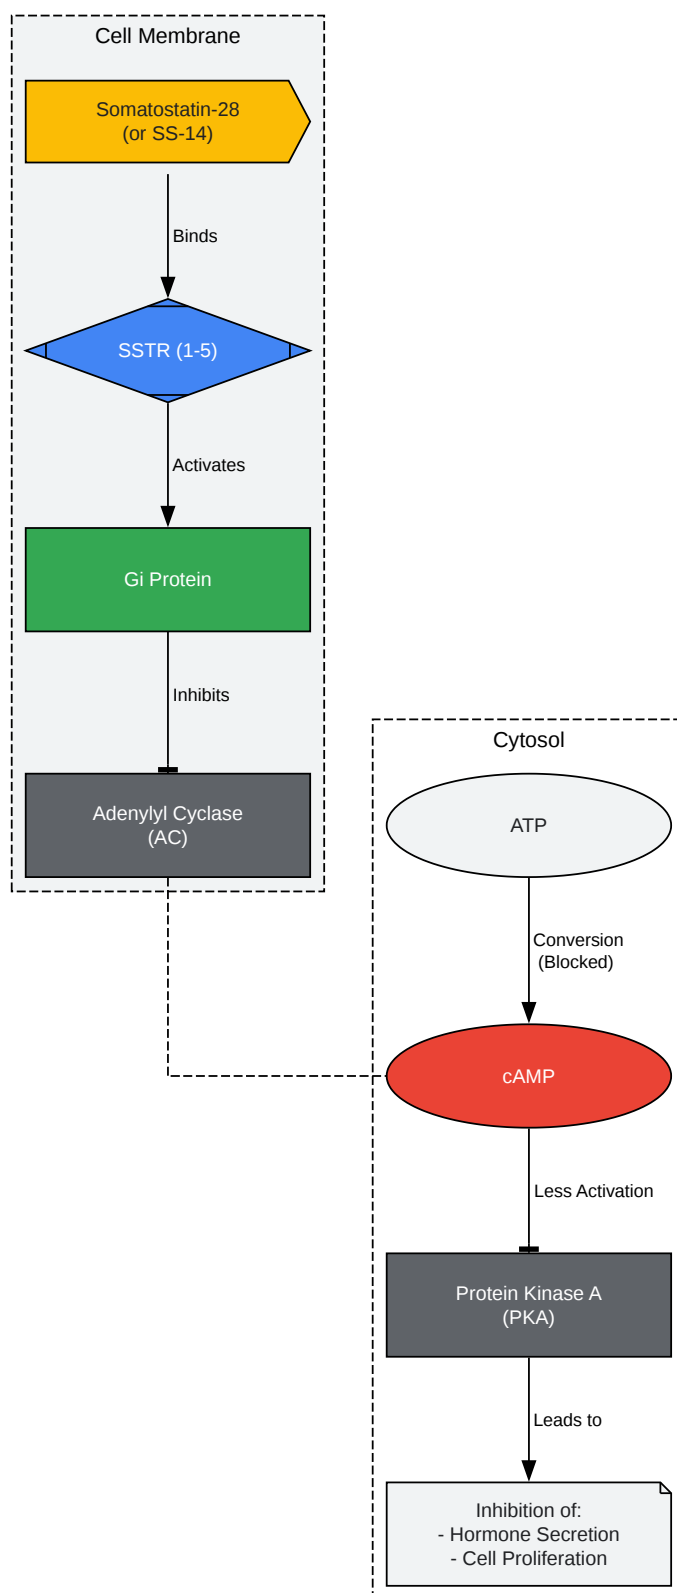 Cell Membrane
Somatostatin-28
(or SS-14)
Binds
SSTR (1-5)
Activates
Gi Protein
Inhibits
Adenylyl Cyclase
(AC)
Cytosol
ATP
Conversion
(Blocked)
cAMP
Less Activation
Protein Kinase A
(PKA)
Leads to
Inhibition of:
- Hormone Secretion
- Cell Proliferation